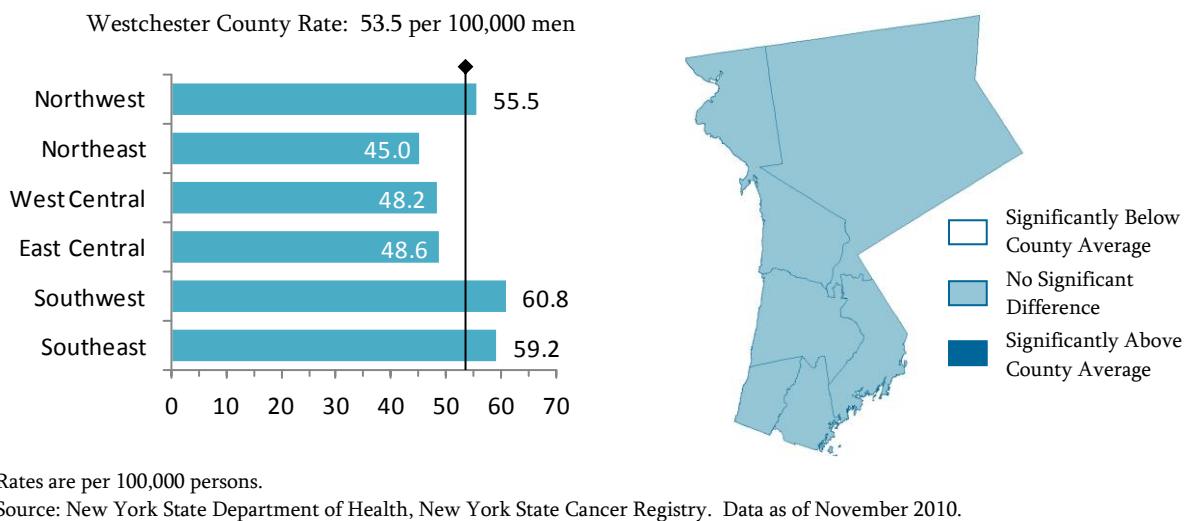 Westchester County Rate: 53.5 per 100,000 men
Northwest 55.5
Northeast 45.0
West Central 48.2
East Central 48.6
Southwest 60.8
Southeast 59.2
0 10 20 30 40 50 60 70
Significantly Below
County Average
No Significant
Difference
Significantly Above
County Average
Rates are per 100,000 persons.
Source: New York State Department of Health, New York State Cancer Registry. Data as of November 2010.